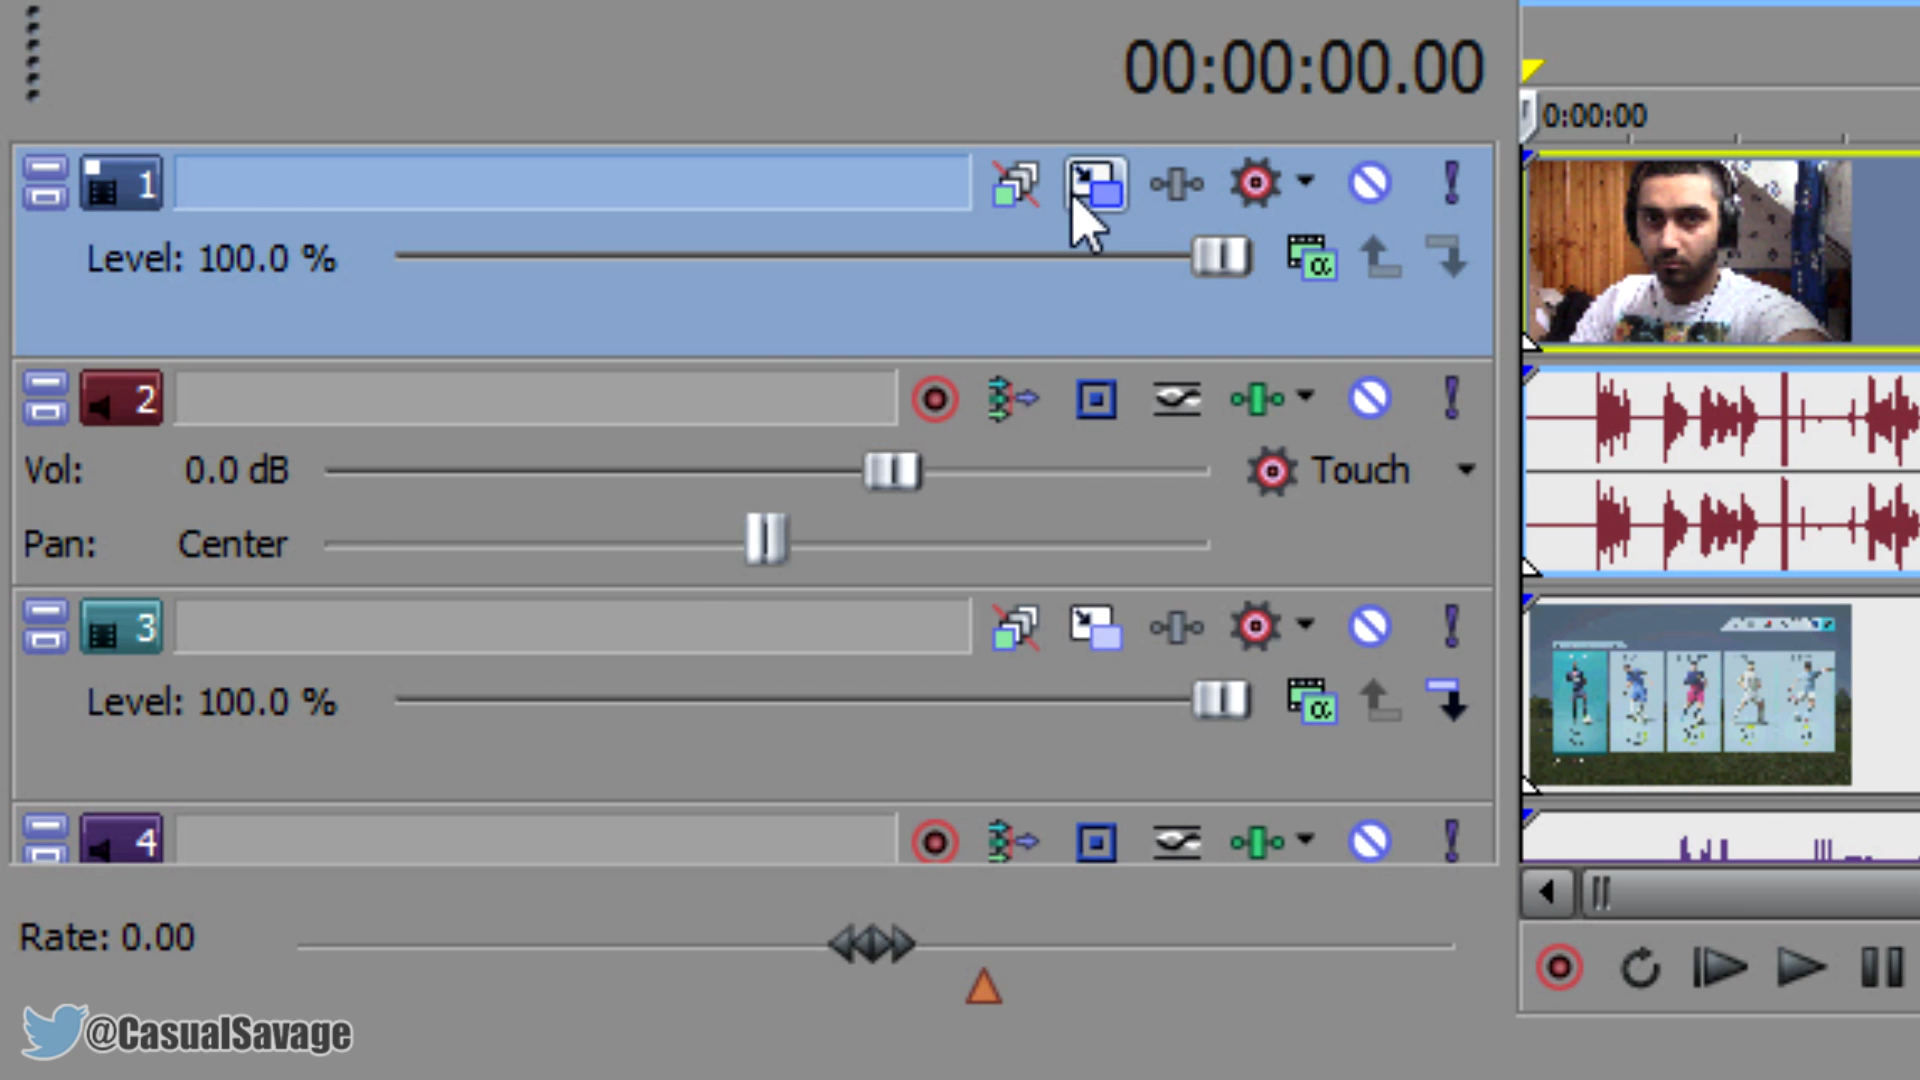 00:00:00.00
0:00:00
1
Level: 100.0 %
α
2
Vol: 0.0 dB
Touch
Pan: Center
3
Level: 100.0 %
α
4
Rate: 0.00
@CasualSavage